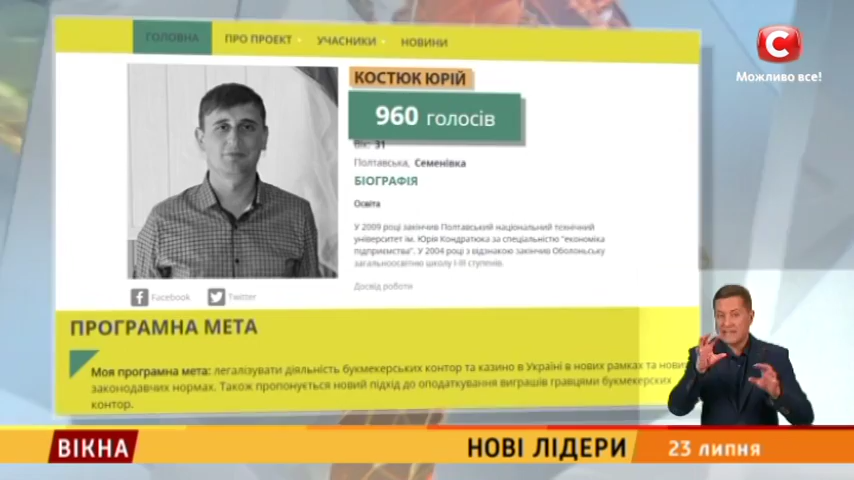 ГОЛОВНА ПРО ПРОЕКТ УЧАСНИКИ НОВИНИ
С
Можливо все!
КОСТЮК ЮРІЙ
960 голосів
Вік: 31
Полтавська, Семенівка
БІОГРАФІЯ
Освіта
У 2009 році закінчив Полтавський національний технічний
університет ім. Юрія Кондратюка за спеціальністю "економіка
підприємства". У 2004 році з відзнакою закінчив Оболонську
загальноосвітню школу І-ІІІ ступенів.
Досвід роботи
Facebook Twitter
ПРОГРАМНА МЕТА
Моя програмна мета: легалізувати діяльність букмекерських контор та казино в Україні в нових рамках та нових
законодавчих нормах. Також пропонується новий підхід до оподаткування виграшів гравцями букмекерских
контор.
ВІКНА НОВІ ЛІДЕРИ 23 липня